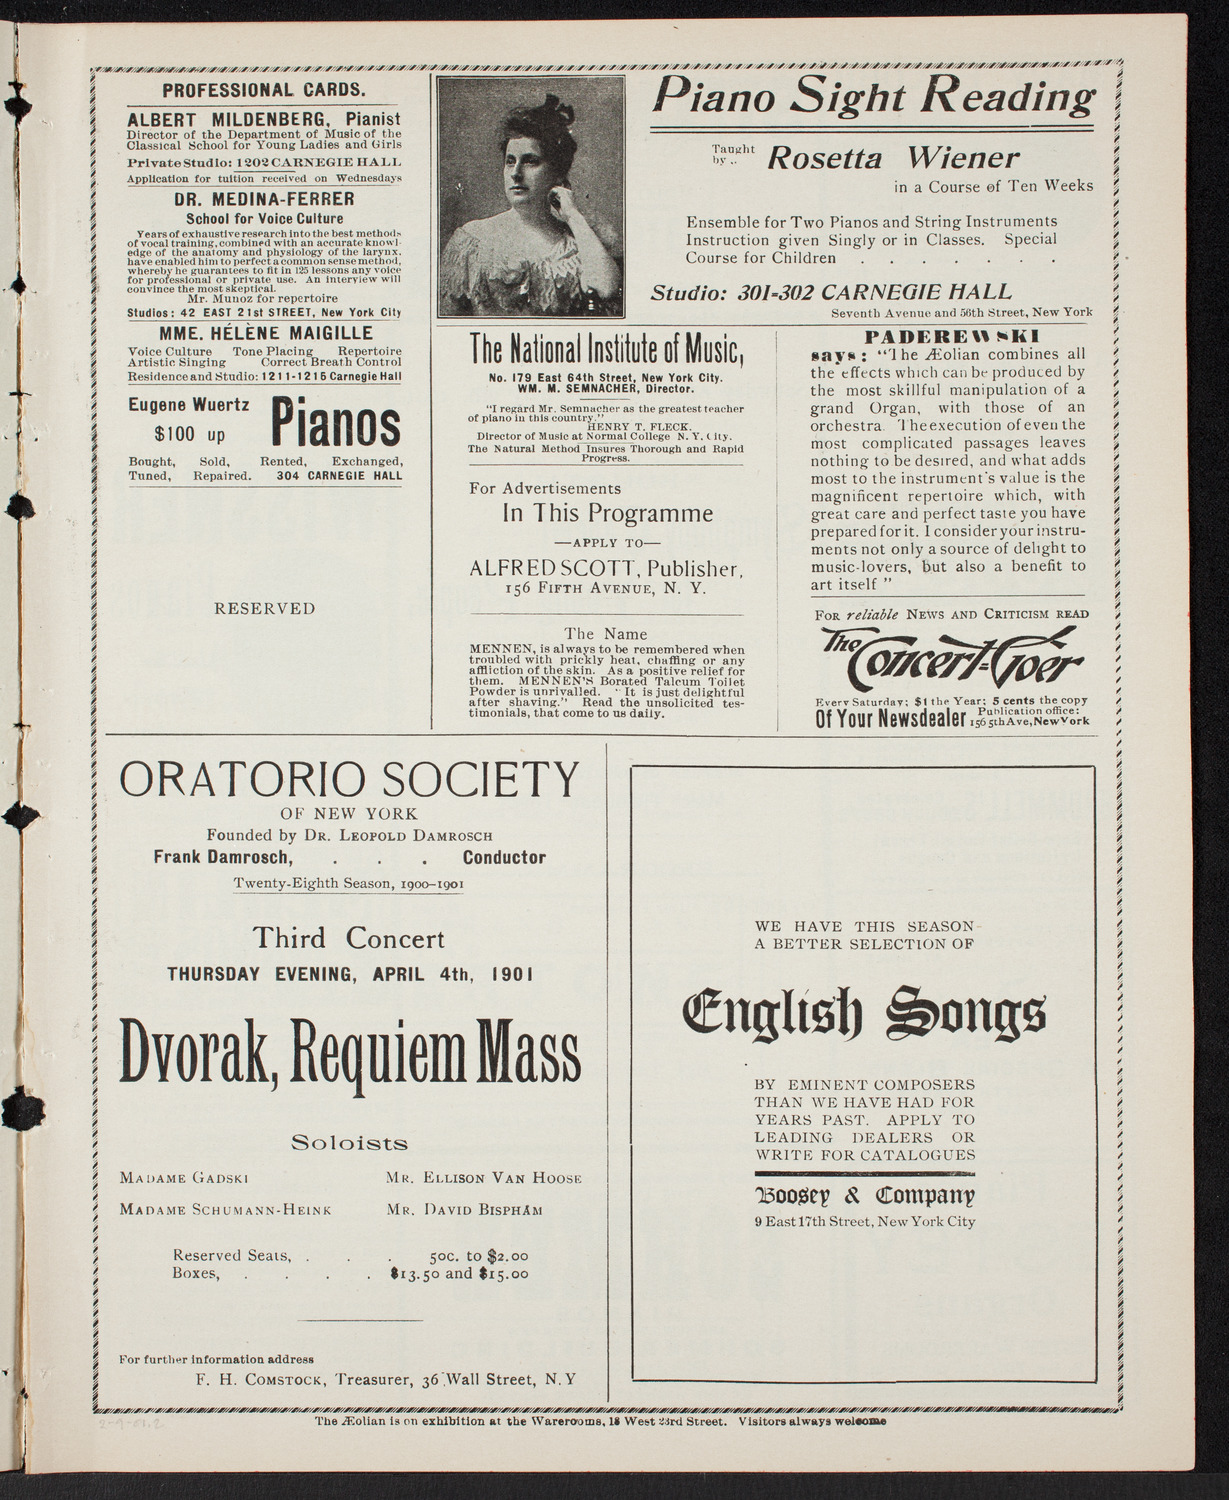 PROFESSIONAL CARDS.
ALBERT MILDENBERG, Pianist
Director of the Department of Music of the
Classical School for Young Ladies and Girls
Private Studio: 1202 CARNEGIE HALL
Application for tuition received on Wednesdays
DR. MEDINA-FERRER
School for Voice Culture
Years of exhaustive research into the best methods
of vocal training, combined with an accurate knowl-
edge of the anatomy and physiology of the larynx,
have enabled him to perfect a common sense method,
whereby he guarantees to fit in 125 lessons any voice
for professional or private use. An interview will
convince the most skeptical.
Mr. Munoz for repertoire
Studios: 42 EAST 21st STREET, New York City
MME. HÉLÈNE MAIGILLE
Voice Culture Tone Placing Repertoire
Artistic Singing Correct Breath Control
Residence and Studio: 1211-1216 Carnegie Hall
Eugene Wuertz
$100 up
Pianos
Bought, Sold, Rented, Exchanged,
Tuned, Repaired. 304 CARNEGIE HALL
RESERVED
Piano Sight Reading
Taught
by ..
Rosetta Wiener
in a Course of Ten Weeks
Ensemble for Two Pianos and String Instruments
Instruction given Singly or in Classes. Special
Course for Children . . . . . .
Studio: 301-302 CARNEGIE HALL
Seventh Avenue and 56th Street, New York
The National Institute of Music,
No. 179 East 64th Street, New York City.
WM. M. SEMNACHER, Director.
"I regard Mr. Semnacher as the greatest teacher
of piano in this country."
HENRY T. FLECK.
Director of Music at Normal College N. Y. City.
The Natural Method Insures Thorough and Rapid
Progress.
For Advertisements
In This Programme
—APPLY TO—
ALFRED SCOTT, Publisher,
156 FIFTH AVENUE, N. Y.
The Name
MENNEN, is always to be remembered when
troubled with prickly heat, chaffing or any
affliction of the skin. As a positive relief for
them. MENNEN'S Borated Talcum Toilet
Powder is unrivalled. "It is just delightful
after shaving." Read the unsolicited tes-
timonials, that come to us daily.
PADEREWSKI
says: "The Æolian combines all
the effects which can be produced by
the most skillful manipulation of a
grand Organ, with those of an
orchestra. The execution of even the
most complicated passages leaves
nothing to be desired, and what adds
most to the instrument's value is the
magnificent repertoire which, with
great care and perfect taste you have
prepared for it. I consider your instru-
ments not only a source of delight to
music-lovers, but also a benefit to
art itself"
FOR reliable NEWS AND CRITICISM READ
The Concert-Goer
Every Saturday; $1 the Year; 5 cents the copy
Of Your Newsdealer
Publication office:
156 5th Ave, New York
ORATORIO SOCIETY
OF NEW YORK
Founded by DR. LEOPOLD DAMROSCH
Frank Damrosch, . . . Conductor
Twenty-Eighth Season, 1900–1901
Third Concert
THURSDAY EVENING, APRIL 4th, 1901
Dvorak, Requiem Mass
Soloists
MADAME GADSKI MR. ELLISON VAN HOOSE
MADAME SCHUMANN-HEINK MR. DAVID BISPHAM
Reserved Seats, . . . 50c. to $2.00
Boxes, . . . . $13.50 and $15.00
For further information address
F. H. COMSTOCK, Treasurer, 36 Wall Street, N.Y
WE HAVE THIS SEASON
A BETTER SELECTION OF
English Songs
BY EMINENT COMPOSERS
THAN WE HAVE HAD FOR
YEARS PAST. APPLY TO
LEADING DEALERS OR
WRITE FOR CATALOGUES
Boosey & Company
9 East 17th Street, New York City
The Æolian is on exhibition at the Warerooms, 18 West 23rd Street. Visitors always welcome